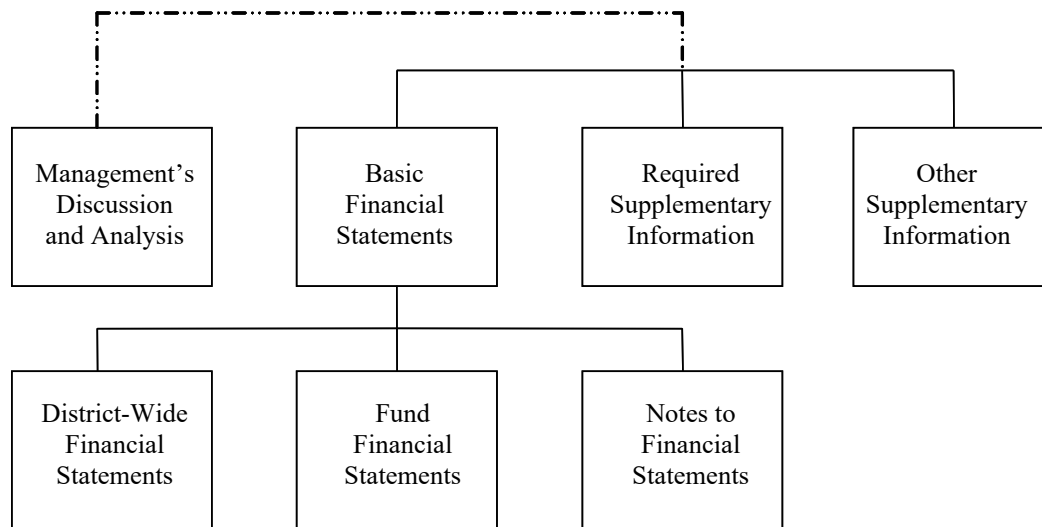 Management’s
Discussion
and Analysis
Basic
Financial
Statements
Required
Supplementary
Information
Other
Supplementary
Information
District-Wide
Financial
Statements
Fund
Financial
Statements
Notes to
Financial
Statements